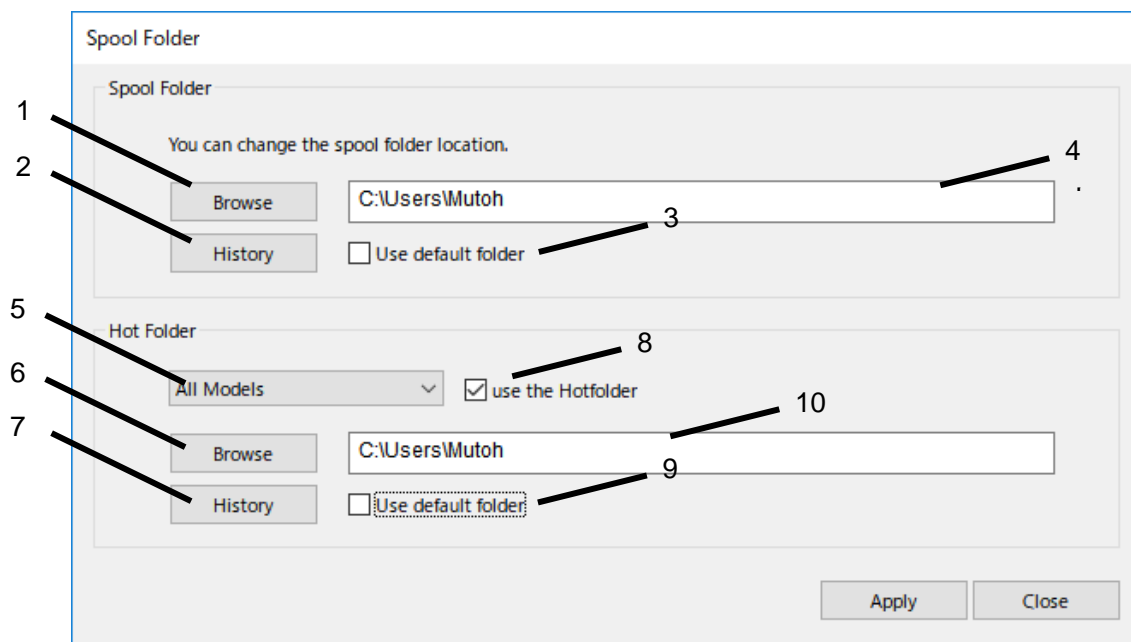 Spool Folder
Spool Folder
1
You can change the spool folder location.
4
2
Browse
C:\Users\Mutoh
.
3
History
Use default folder
5
Hot Folder
8
6
All Models
use the Hotfolder
10
7
Browse
C:\Users\Mutoh
9
History
Use default folder
Apply
Close